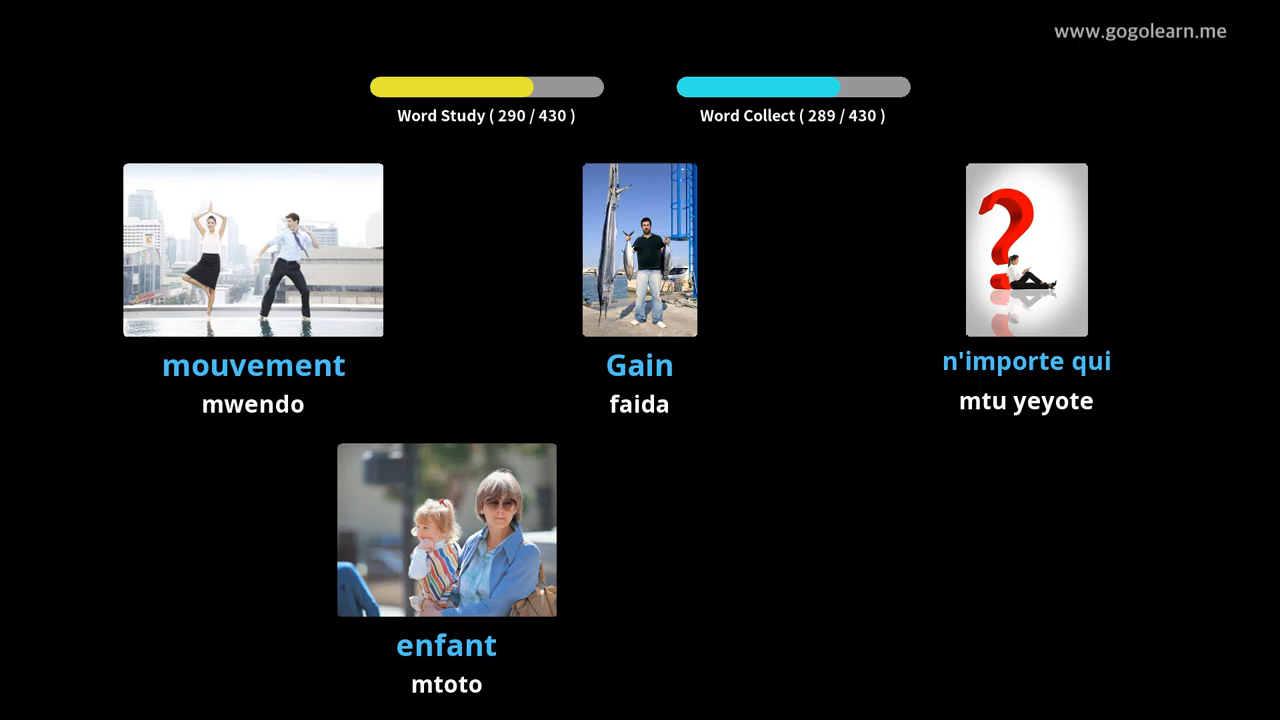 www.gogolearn.me
Word Study ( 290 / 430 )
Word Collect ( 289 / 430 )
mouvement
mwendo
Gain
faida
n'importe qui
mtu yeyote
enfant
mtoto